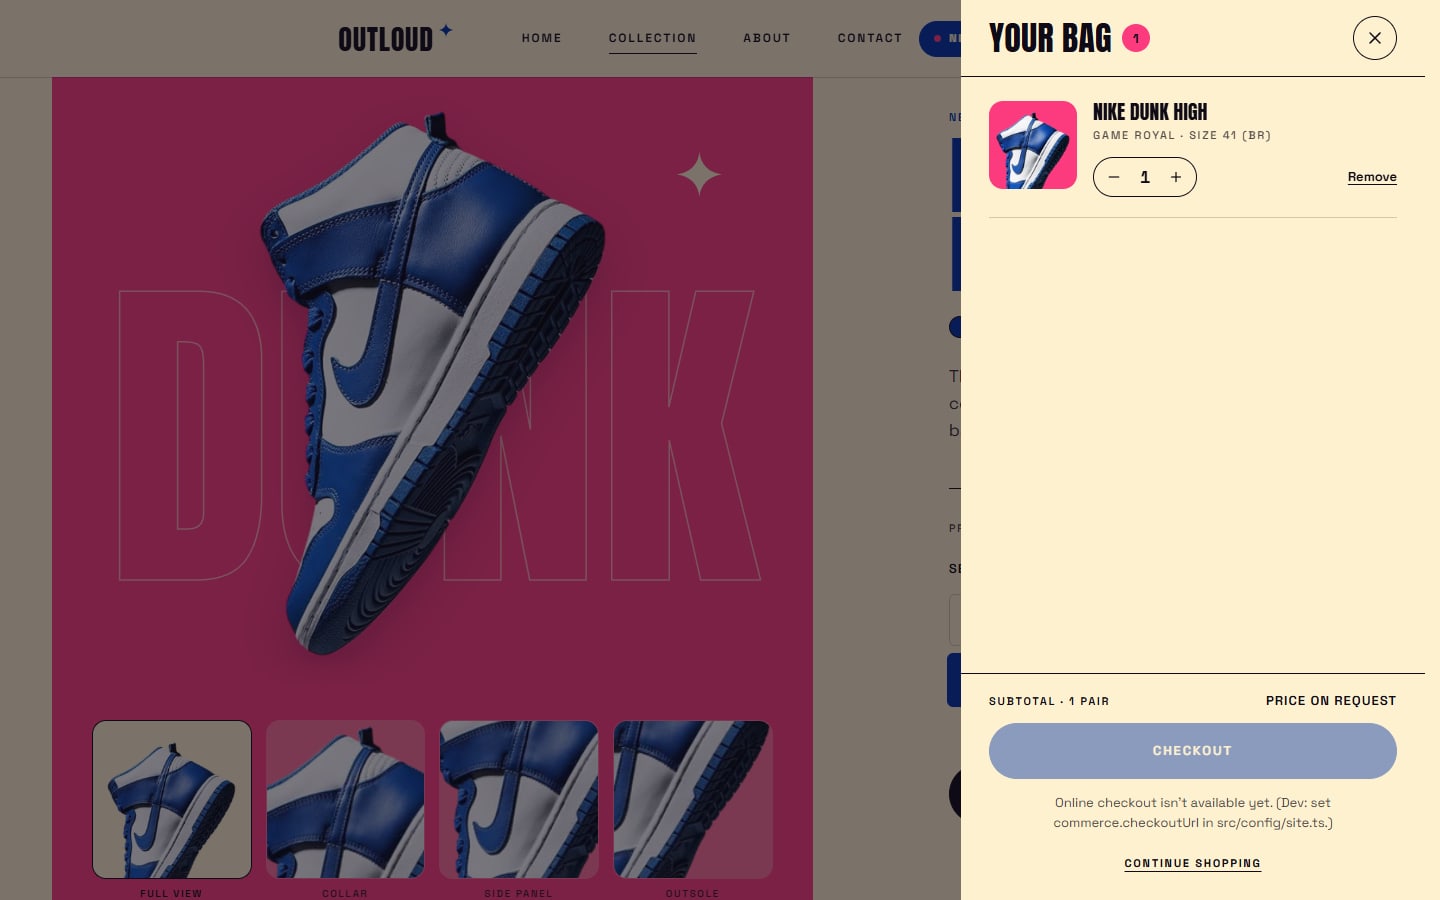 OUTLOUD
HOME
COLLECTION
ABOUT
CONTACT
YOUR BAG 1
NIKE DUNK HIGH
GAME ROYAL · SIZE 41 (BR)
1
Remove
DUNK
FULL VIEW
COLLAR
SIDE PANEL
OUTSOLE
SUBTOTAL · 1 PAIR
PRICE ON REQUEST
CHECKOUT
Online checkout isn't available yet. (Dev: set
commerce.checkoutUrl in src/config/site.ts.)
CONTINUE SHOPPING